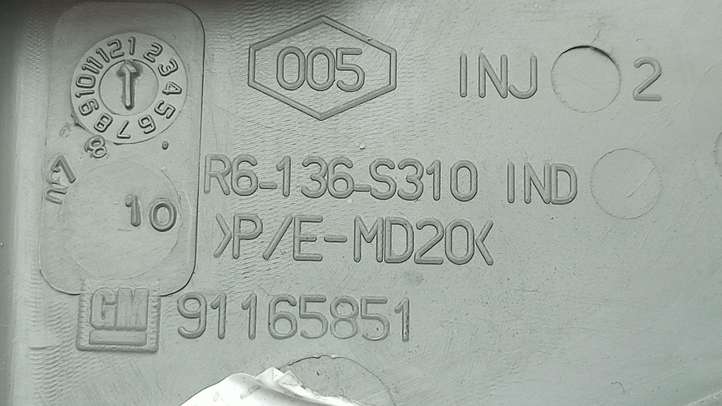 12 1 2 3 4 5 6 7 8 9 10 11
005
INJ 2
7 8
R6-136-S310 IND
10
>P/E-MD20<
GM 91165851